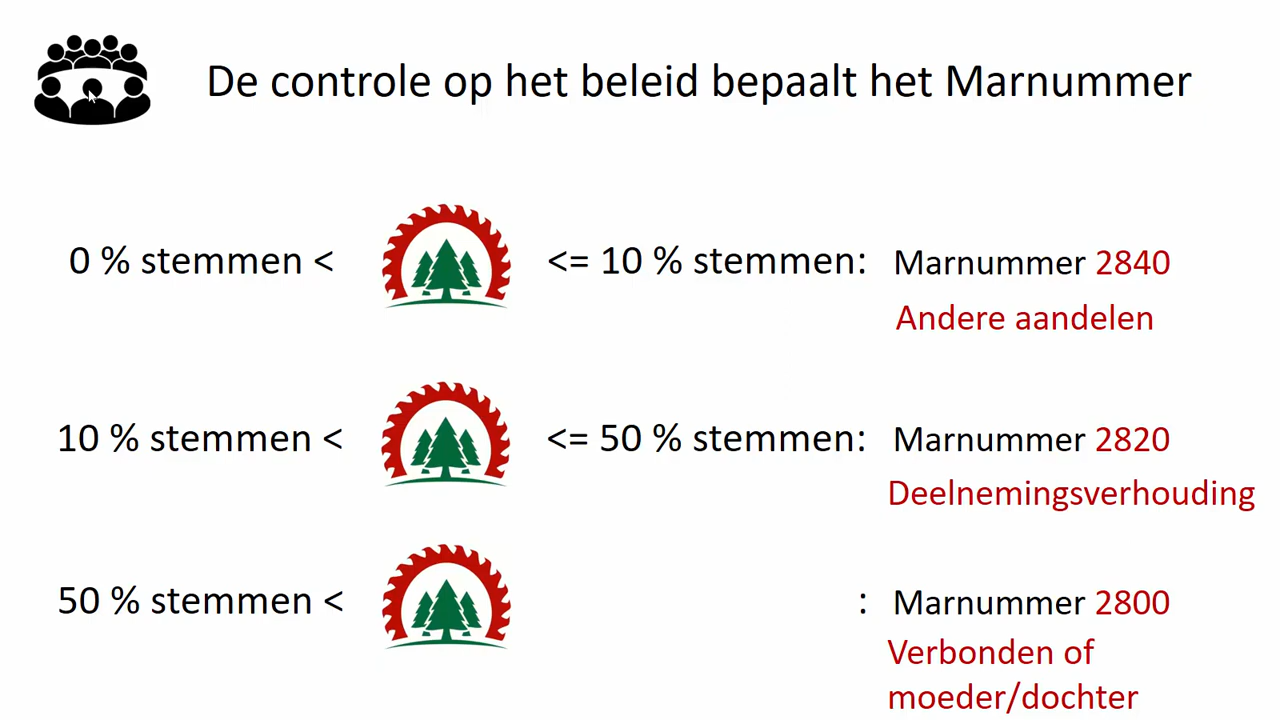 De controle op het beleid bepaalt het Marnummer
0 % stemmen < <= 10 % stemmen: Marnummer 2840
Andere aandelen
10 % stemmen < <= 50 % stemmen: Marnummer 2820
Deelnemingsverhouding
50 % stemmen < : Marnummer 2800
Verbonden of
moeder/dochter